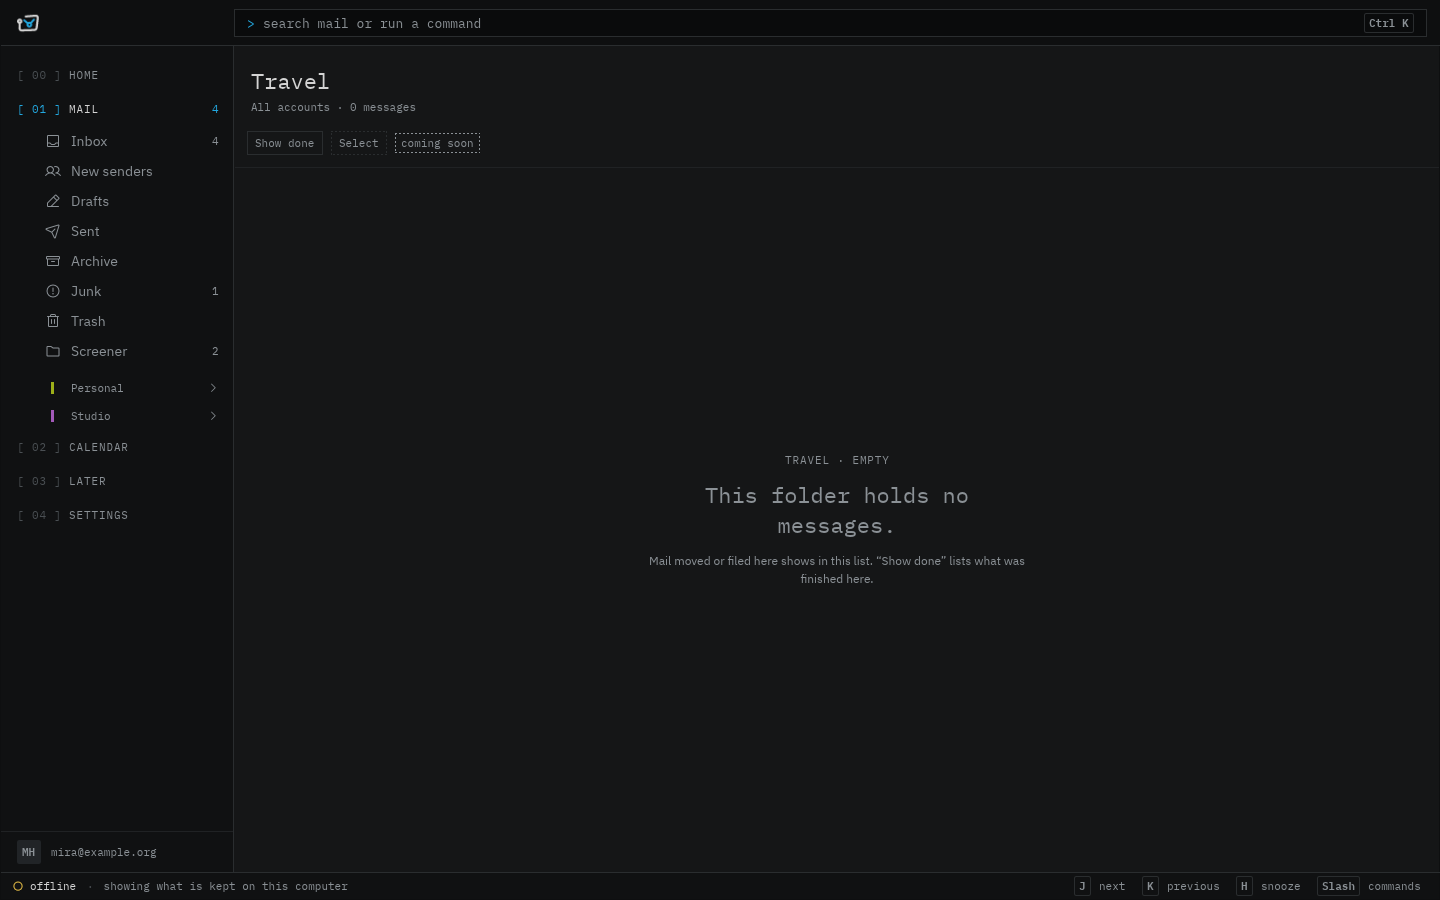 > search mail or run a command Ctrl K
[ 00 ] HOME
[ 01 ] MAIL 4
Inbox 4
New senders
Drafts
Sent
Archive
Junk 1
Trash
Screener 2
Personal
Studio
[ 02 ] CALENDAR
[ 03 ] LATER
[ 04 ] SETTINGS
MH mira@example.org
Travel
All accounts · 0 messages
Show done Select coming soon
TRAVEL · EMPTY
This folder holds no
messages.
Mail moved or filed here shows in this list. “Show done” lists what was
finished here.
offline · showing what is kept on this computer
J next K previous H snooze Slash commands